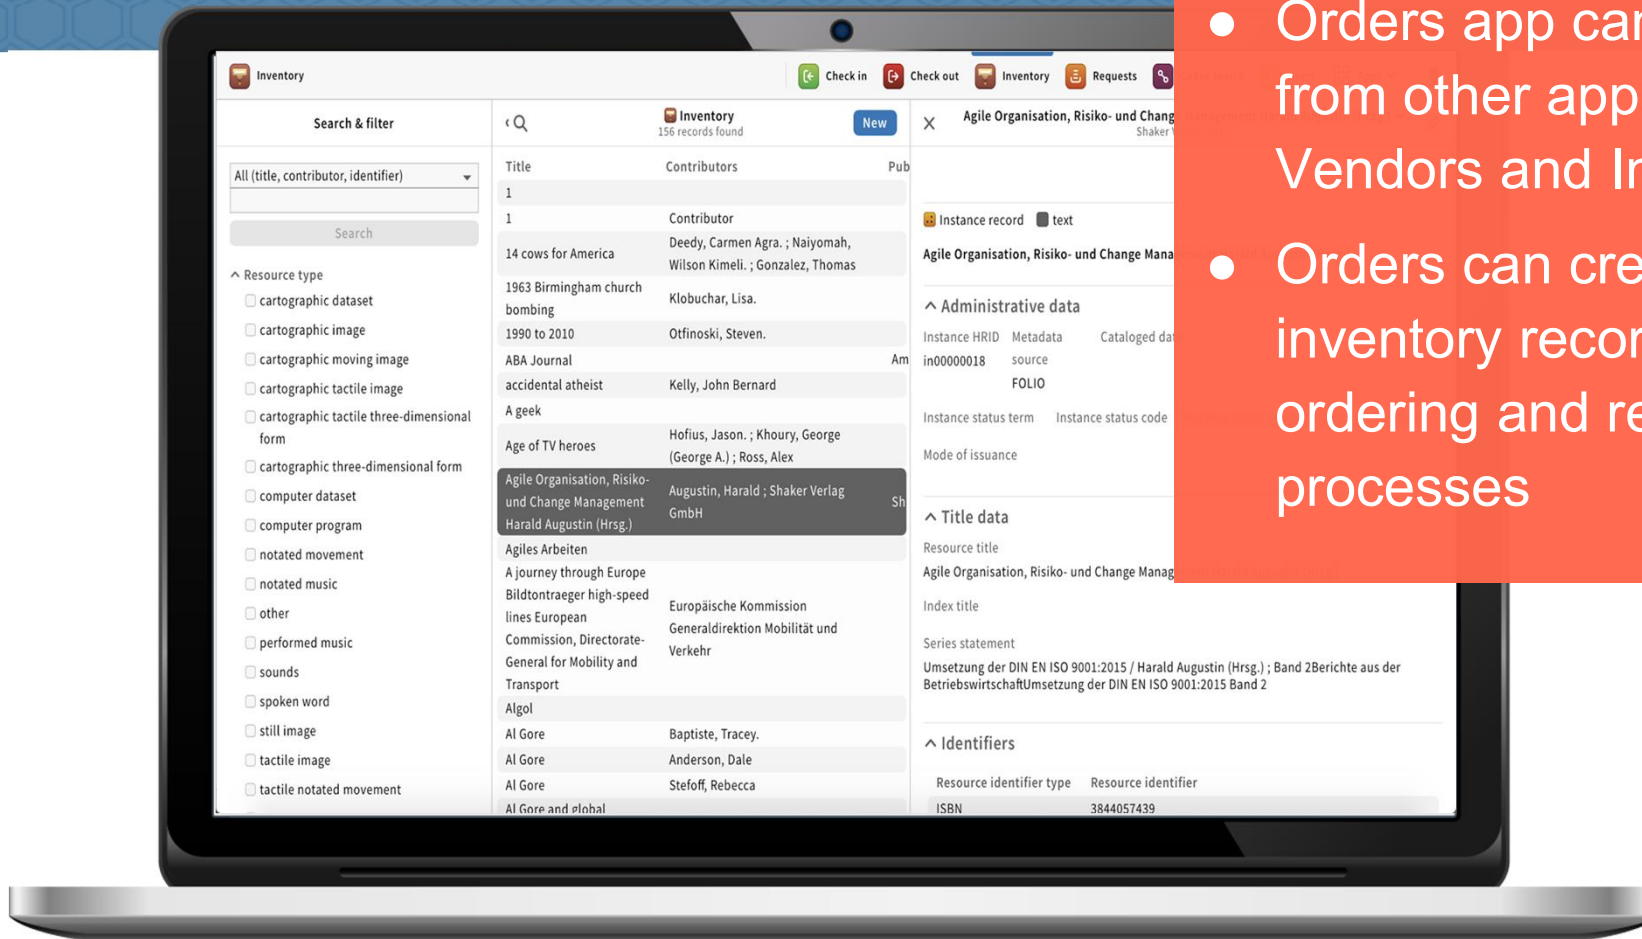 Inventory
Check in
Check out
Inventory
Requests
Search & filter
All (title, contributor, identifier)
Search
Resource type
cartographic dataset
cartographic image
cartographic moving image
cartographic tactile image
cartographic tactile three-dimensional
form
cartographic three-dimensional form
computer dataset
computer program
notated movement
notated music
other
performed music
sounds
spoken word
still image
tactile image
tactile notated movement
Inventory
156 records found
New
Title Contributors Pub
1
1 Contributor
14 cows for America Deedy, Carmen Agra. ; Naiyomah,
Wilson Kimeli. ; Gonzalez, Thomas
1963 Birmingham church
bombing Klobuchar, Lisa.
1990 to 2010 Otfinoski, Steven.
ABA Journal Am
accidental atheist Kelly, John Bernard
A geek
Age of TV heroes Hofius, Jason. ; Khoury, George
(George A.) ; Ross, Alex
Agile Organisation, Risiko-
und Change Management
Harald Augustin (Hrsg.) Augustin, Harald ; Shaker Verlag
GmbH Sh
Agiles Arbeiten
A journey through Europe
Bildtontraeger high-speed
lines European
Commission, Directorate-
General for Mobility and
Transport Europäische Kommission
Generaldirektion Mobilität und
Verkehr
Algol
Al Gore Baptiste, Tracey.
Al Gore Anderson, Dale
Al Gore Stefoff, Rebecca
Al Gore and global
Agile Organisation, Risiko- und Chang
Shaker
Instance record text
Agile Organisation, Risiko- und Change Mana
Administrative data
Instance HRID Metadata Cataloged da
in00000018 source
FOLIO
Instance status term Instance status code
Mode of issuance
Title data
Resource title
Agile Organisation, Risiko- und Change Manag
Index title
Series statement
Umsetzung der DIN EN ISO 9001:2015 / Harald Augustin (Hrsg.) ; Band 2Berichte aus der
BetriebswirtschaftUmsetzung der DIN EN ISO 9001:2015 Band 2
Identifiers
Resource identifier type Resource identifier
ISBN 3844057439
● Orders app can
from other app
Vendors and In
● Orders can cre
inventory recor
ordering and re
processes